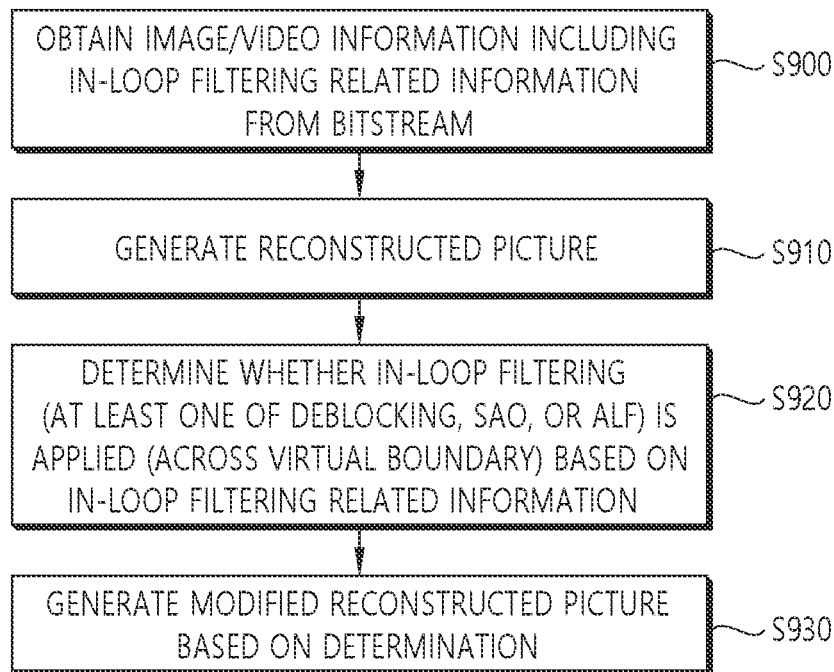 OBTAIN IMAGE/VIDEO INFORMATION INCLUDING
IN-LOOP FILTERING RELATED INFORMATION
FROM BITSTREAM
S900
GENERATE RECONSTRUCTED PICTURE
S910
DETERMINE WHETHER IN-LOOP FILTERING
(AT LEAST ONE OF DEBLOCKING, SAO, OR ALF) IS
APPLIED (ACROSS VIRTUAL BOUNDARY) BASED ON
IN-LOOP FILTERING RELATED INFORMATION
S920
GENERATE MODIFIED RECONSTRUCTED PICTURE
BASED ON DETERMINATION
S930